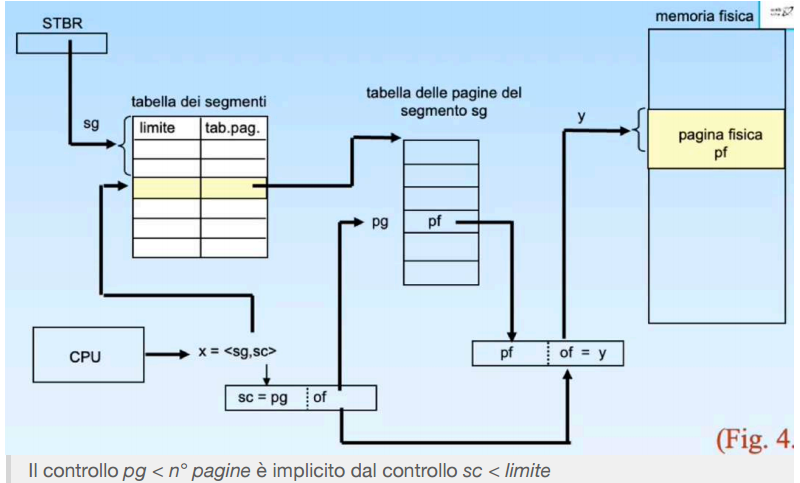 STBR
memoria fisica
tabella dei segmenti
tabella delle pagine del
segmento sg
sg
limite tab.pag.
y
pagina fisica
pf
pg
pf
CPU
x = <sg,sc>
pf of = y
sc = pg of
(Fig. 4.
Il controllo pg < n° pagine è implicito dal controllo sc < limite